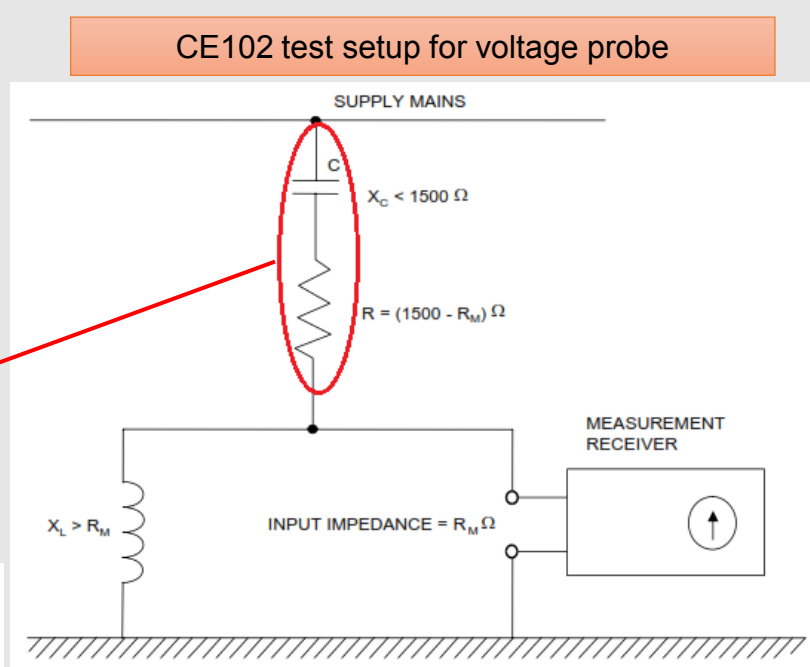 CE102 test setup for voltage probe
SUPPLY MAINS
C
X_C < 1500 Ω
R = (1500 - R_M) Ω
MEASUREMENT
RECEIVER
X_L > R_M
INPUT IMPEDANCE = R_M Ω